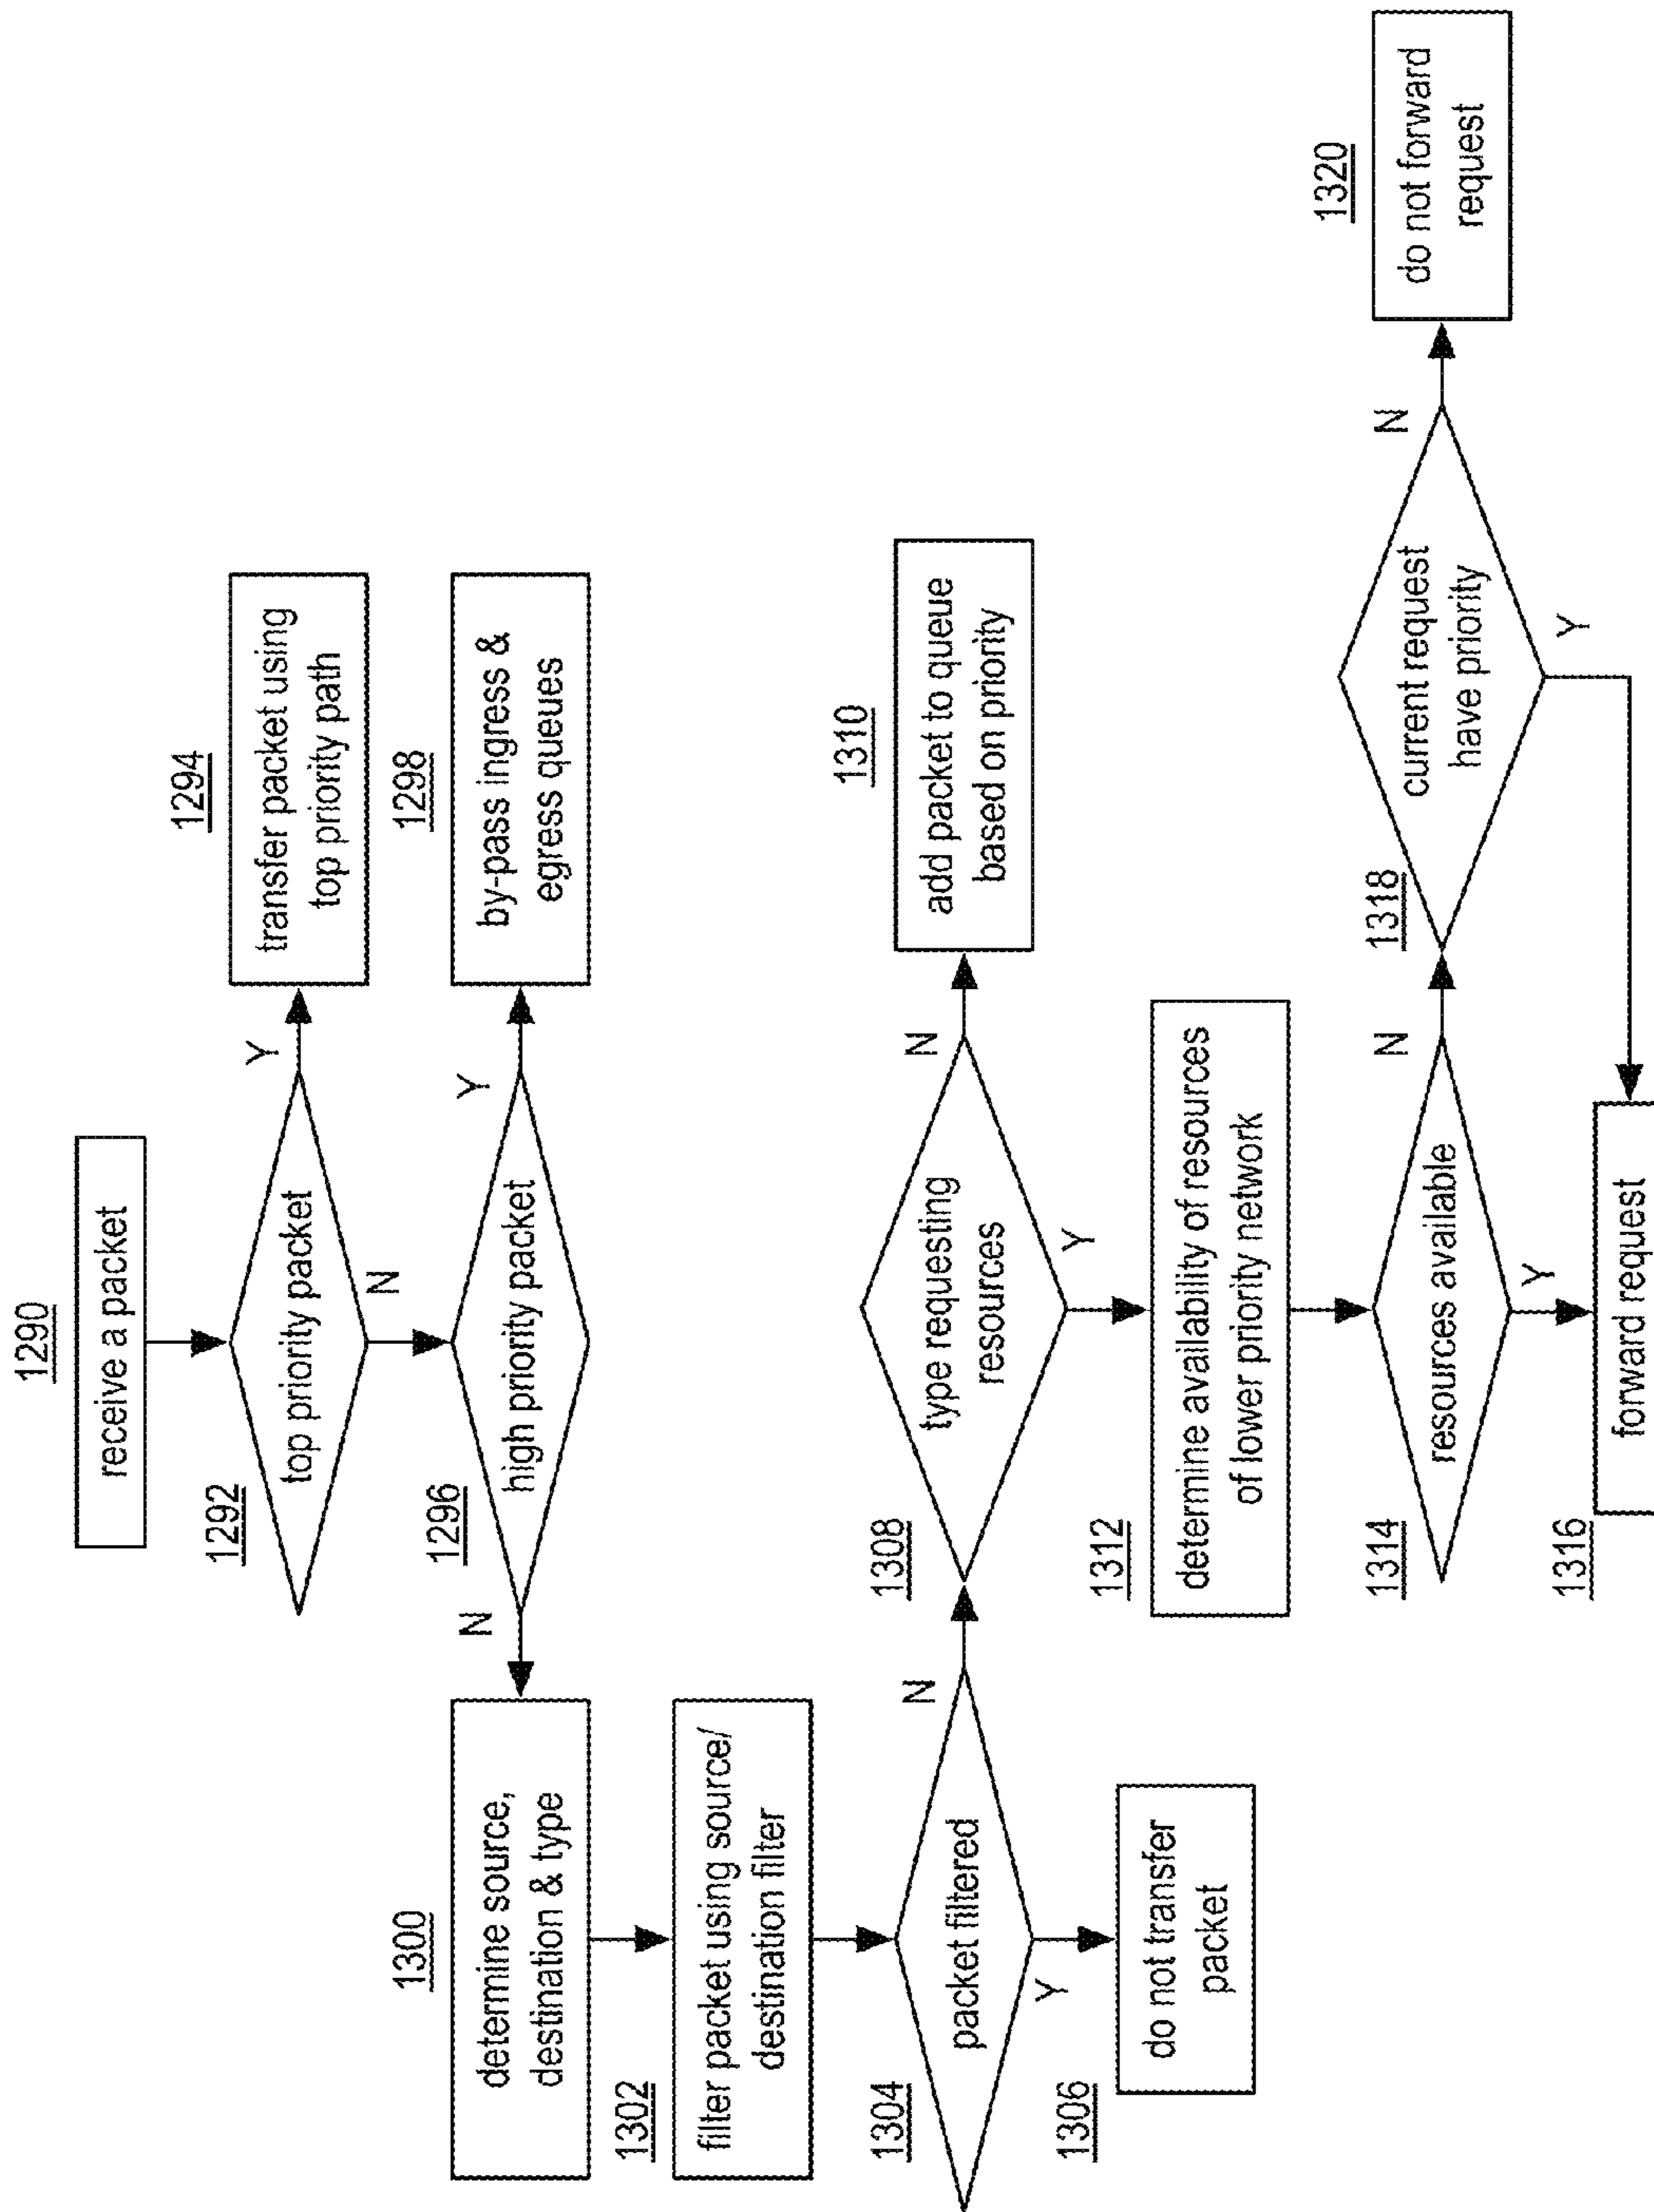 1290
receive a packet
1292
top priority packet
Y
N
1294
transfer packet using
top priority path
1296
high priority packet
Y
N
1298
by-pass ingress &
egress queues
1300
determine source,
destination & type
1302
filter packet using source/
destination filter
1304
packet filtered
N
Y
1306
do not transfer
packet
1308
type requesting
resources
N
Y
1310
add packet to queue
based on priority
1312
determine availability of resources
of lower priority network
1314
resources available
N
Y
1316
forward request
1318
current request
have priority
N
Y
1320
do not forward
request